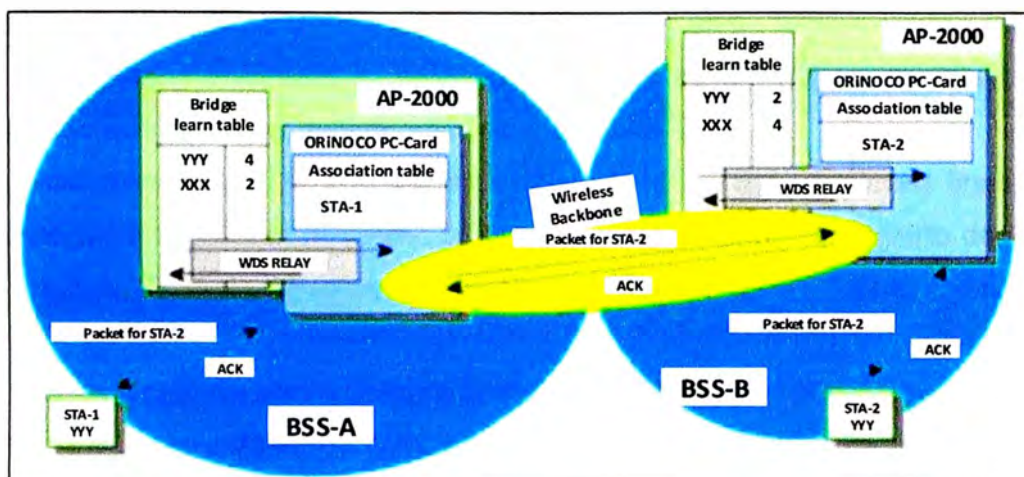 AP-2000
Bridge
learn table
YYY 4
XXX 2
ORiNOCO PC-Card
Association table
STA-1
WDS RELAY
Packet for STA-2
ACK
STA-1
YYY
BSS-A
Wireless
Backbone
Packet for STA-2
ACK
AP-2000
Bridge
learn table
YYY 2
XXX 4
ORiNOCO PC-Card
Association table
STA-2
WDS RELAY
Packet for STA-2
ACK
BSS-B
STA-2
YYY